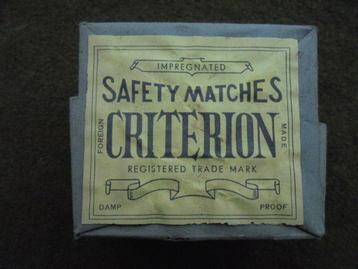 IMPREGNATED
SAFETY MATCHES
FOREIGN
CRITERION
MADE
REGISTERED TRADE MARK
DAMP
PROOF